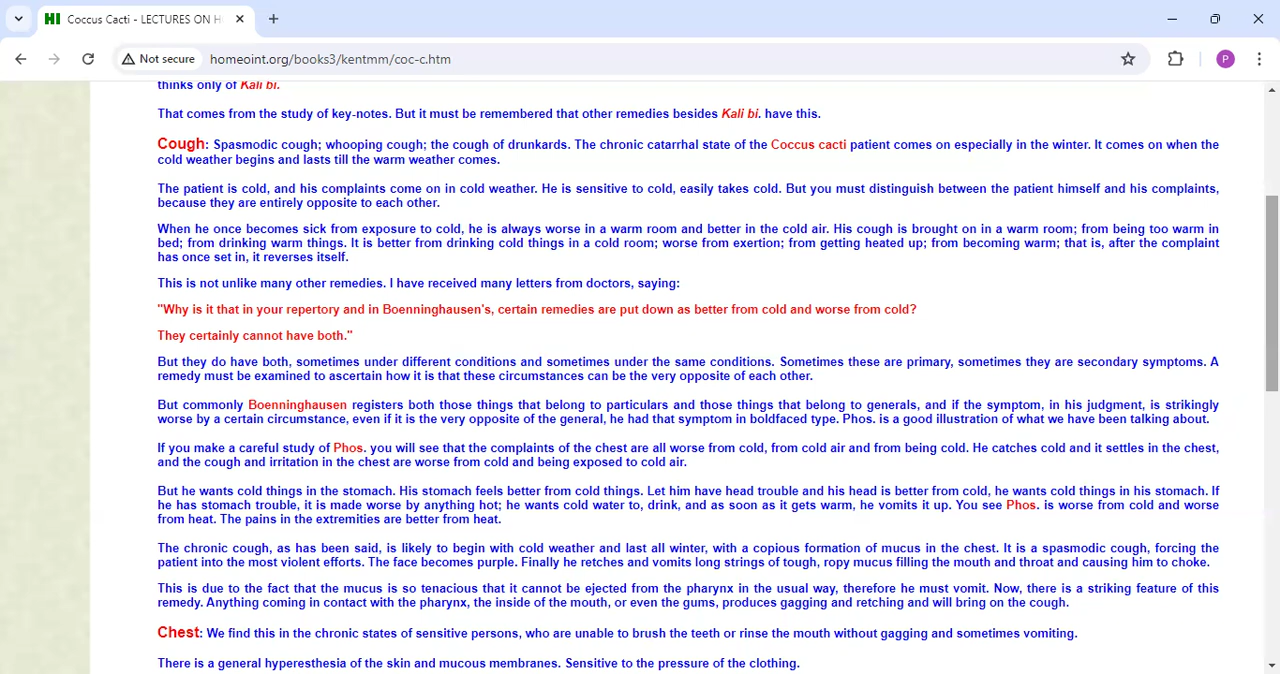 Coccus Cacti - LECTURES ON H
Not secure
homeoint.org/books3/kentmm/coc-c.htm
P
thinks only of Kali bi.
That comes from the study of key-notes. But it must be remembered that other remedies besides Kali bi. have this.
Cough: Spasmodic cough; whooping cough; the cough of drunkards. The chronic catarrhal state of the Coccus cacti patient comes on especially in the winter. It comes on when the
cold weather begins and lasts till the warm weather comes.
The patient is cold, and his complaints come on in cold weather. He is sensitive to cold, easily takes cold. But you must distinguish between the patient himself and his complaints,
because they are entirely opposite to each other.
When he once becomes sick from exposure to cold, he is always worse in a warm room and better in the cold air. His cough is brought on in a warm room; from being too warm in
bed; from drinking warm things. It is better from drinking cold things in a cold room; worse from exertion; from getting heated up; from becoming warm; that is, after the complaint
has once set in, it reverses itself.
This is not unlike many other remedies. I have received many letters from doctors, saying:
"Why is it that in your repertory and in Boenninghausen's, certain remedies are put down as better from cold and worse from cold?
They certainly cannot have both."
But they do have both, sometimes under different conditions and sometimes under the same conditions. Sometimes these are primary, sometimes they are secondary symptoms. A
remedy must be examined to ascertain how it is that these circumstances can be the very opposite of each other.
But commonly Boenninghausen registers both those things that belong to particulars and those things that belong to generals, and if the symptom, in his judgment, is strikingly
worse by a certain circumstance, even if it is the very opposite of the general, he had that symptom in boldfaced type. Phos. is a good illustration of what we have been talking about.
If you make a careful study of Phos. you will see that the complaints of the chest are all worse from cold, from cold air and from being cold. He catches cold and it settles in the chest,
and the cough and irritation in the chest are worse from cold and being exposed to cold air.
But he wants cold things in the stomach. His stomach feels better from cold things. Let him have head trouble and his head is better from cold, he wants cold things in his stomach. If
he has stomach trouble, it is made worse by anything hot; he wants cold water to, drink, and as soon as it gets warm, he vomits it up. You see Phos. is worse from cold and worse
from heat. The pains in the extremities are better from heat.
The chronic cough, as has been said, is likely to begin with cold weather and last all winter, with a copious formation of mucus in the chest. It is a spasmodic cough, forcing the
patient into the most violent efforts. The face becomes purple. Finally he retches and vomits long strings of tough, ropy mucus filling the mouth and throat and causing him to choke.
This is due to the fact that the mucus is so tenacious that it cannot be ejected from the pharynx in the usual way, therefore he must vomit. Now, there is a striking feature of this
remedy. Anything coming in contact with the pharynx, the inside of the mouth, or even the gums, produces gagging and retching and will bring on the cough.
Chest: We find this in the chronic states of sensitive persons, who are unable to brush the teeth or rinse the mouth without gagging and sometimes vomiting.
There is a general hyperesthesia of the skin and mucous membranes. Sensitive to the pressure of the clothing.